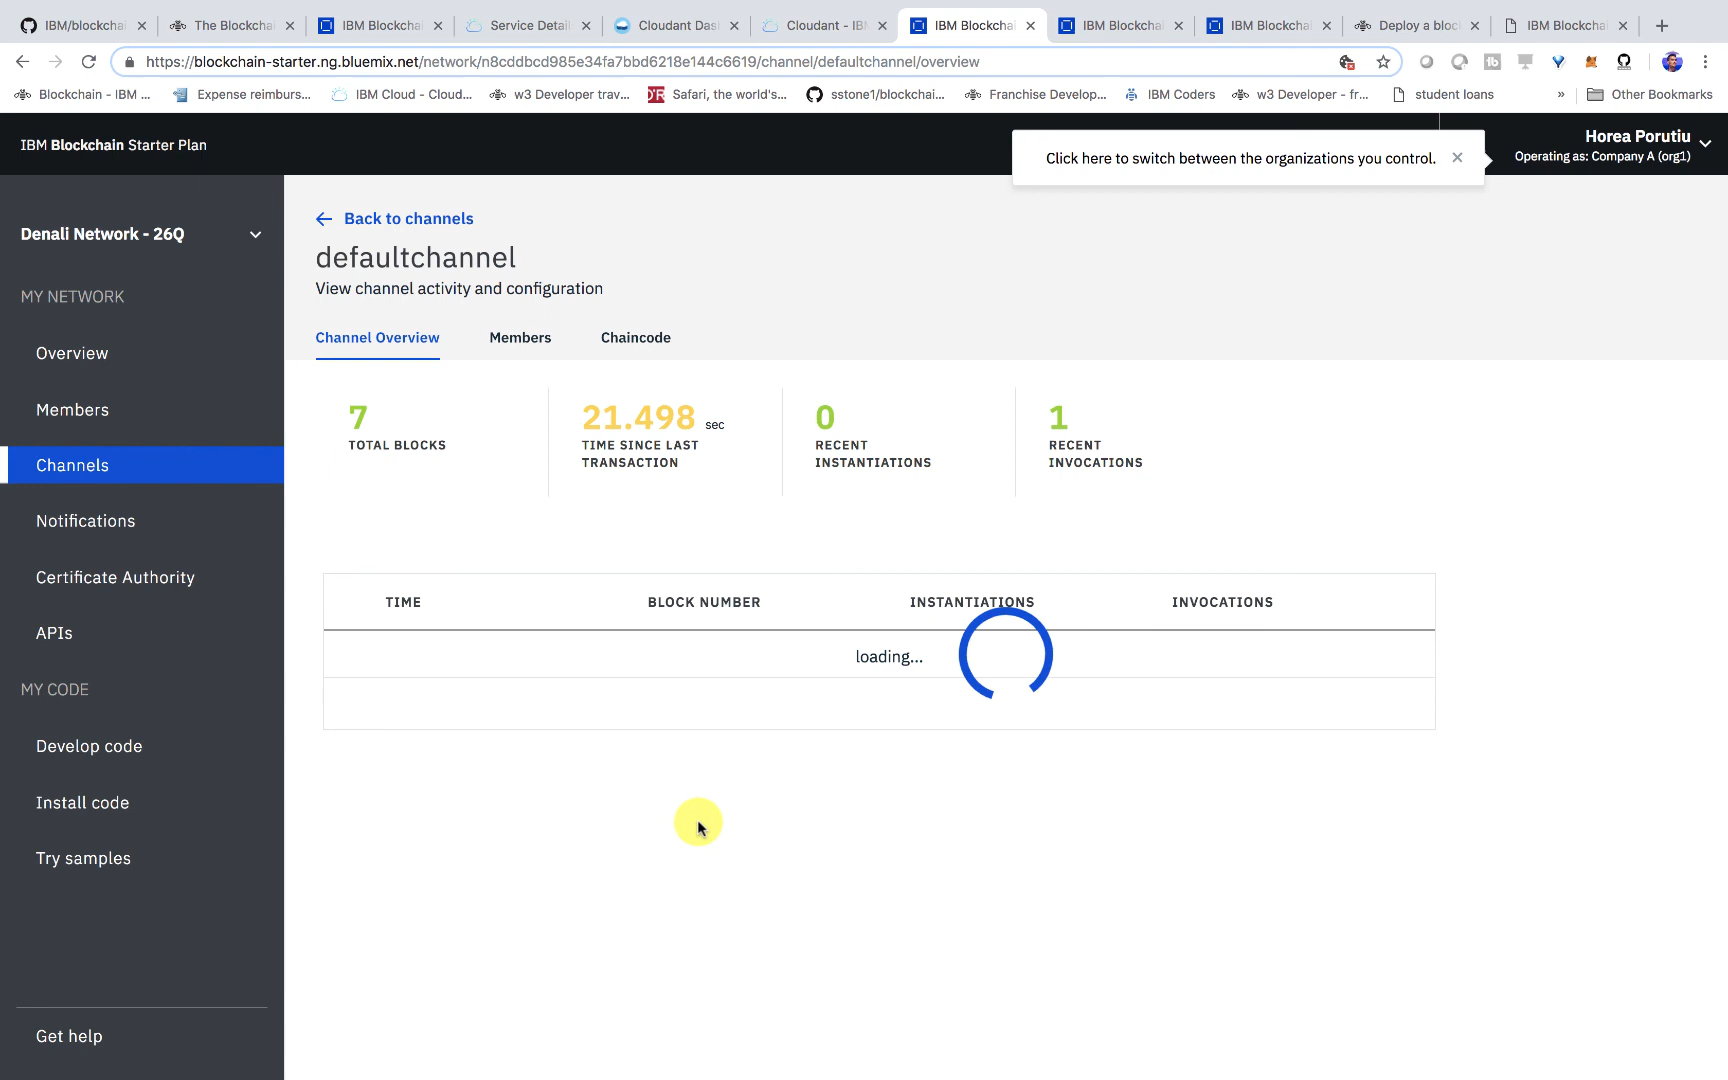 IBM/blockchai
The Blockcha
IBM Blockcha
Service Detai
Cloudant Das
Cloudant - IB
IBM Blockcha
IBM Blockcha
IBM Blockcha
Deploy a bloc
IBM Blockcha
https://blockchain-starter.ng.bluemix.net/network/n8cddbcd985e34fa7bbd6218e144c6619/channel/defaultchannel/overview
Blockchain - IBM ...
Expense reimburs...
IBM Cloud - Cloud...
w3 Developer trav...
Safari, the world's...
sstone1/blockchai...
Franchise Develop...
IBM Coders
w3 Developer - fr...
student loans
»
Other Bookmarks
IBM Blockchain Starter Plan
Click here to switch between the organizations you control.
Horea Porutiu
Operating as: Company A (org1)
Denali Network - 26Q
MY NETWORK
Overview
Members
Channels
Notifications
Certificate Authority
APIs
MY CODE
Develop code
Install code
Try samples
Get help
Back to channels
defaultchannel
View channel activity and configuration
Channel Overview
Members
Chaincode
7
TOTAL BLOCKS
21.498 sec
TIME SINCE LAST
TRANSACTION
0
RECENT
INSTANTIATIONS
1
RECENT
INVOCATIONS
TIME
BLOCK NUMBER
INSTANTIATIONS
INVOCATIONS
loading...